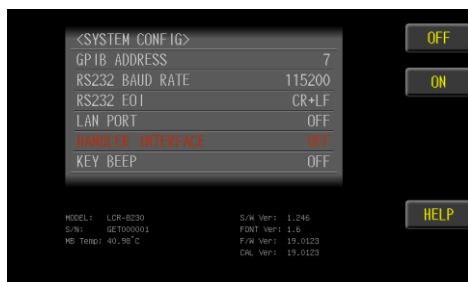 <SYSTEM CONFIG>
GPIB ADDRESS 7
RS232 BAUD RATE 115200
RS232 EOI CR+LF
LAN PORT OFF
HANDLER INTERFACE OFF
KEY BEEP OFF
OFF
ON
HELP
MODEL: LCR-8230 S/W Ver: 1.246
S/N: GET000001 FONT Ver: 1.6
MB Temp: 40.98°C F/W Ver: 19.0123
CAL Ver: 19.0123